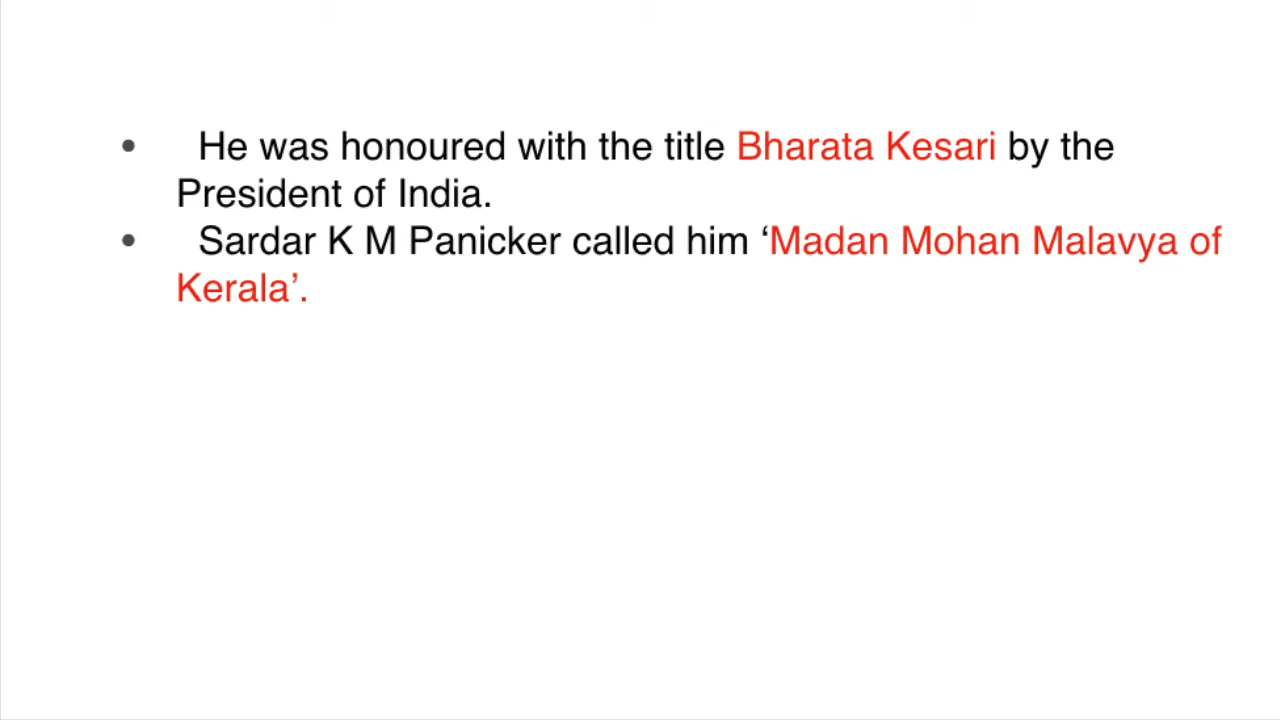 • He was honoured with the title Bharata Kesari by the
President of India.
• Sardar K M Panicker called him ‘Madan Mohan Malavya of
Kerala’.